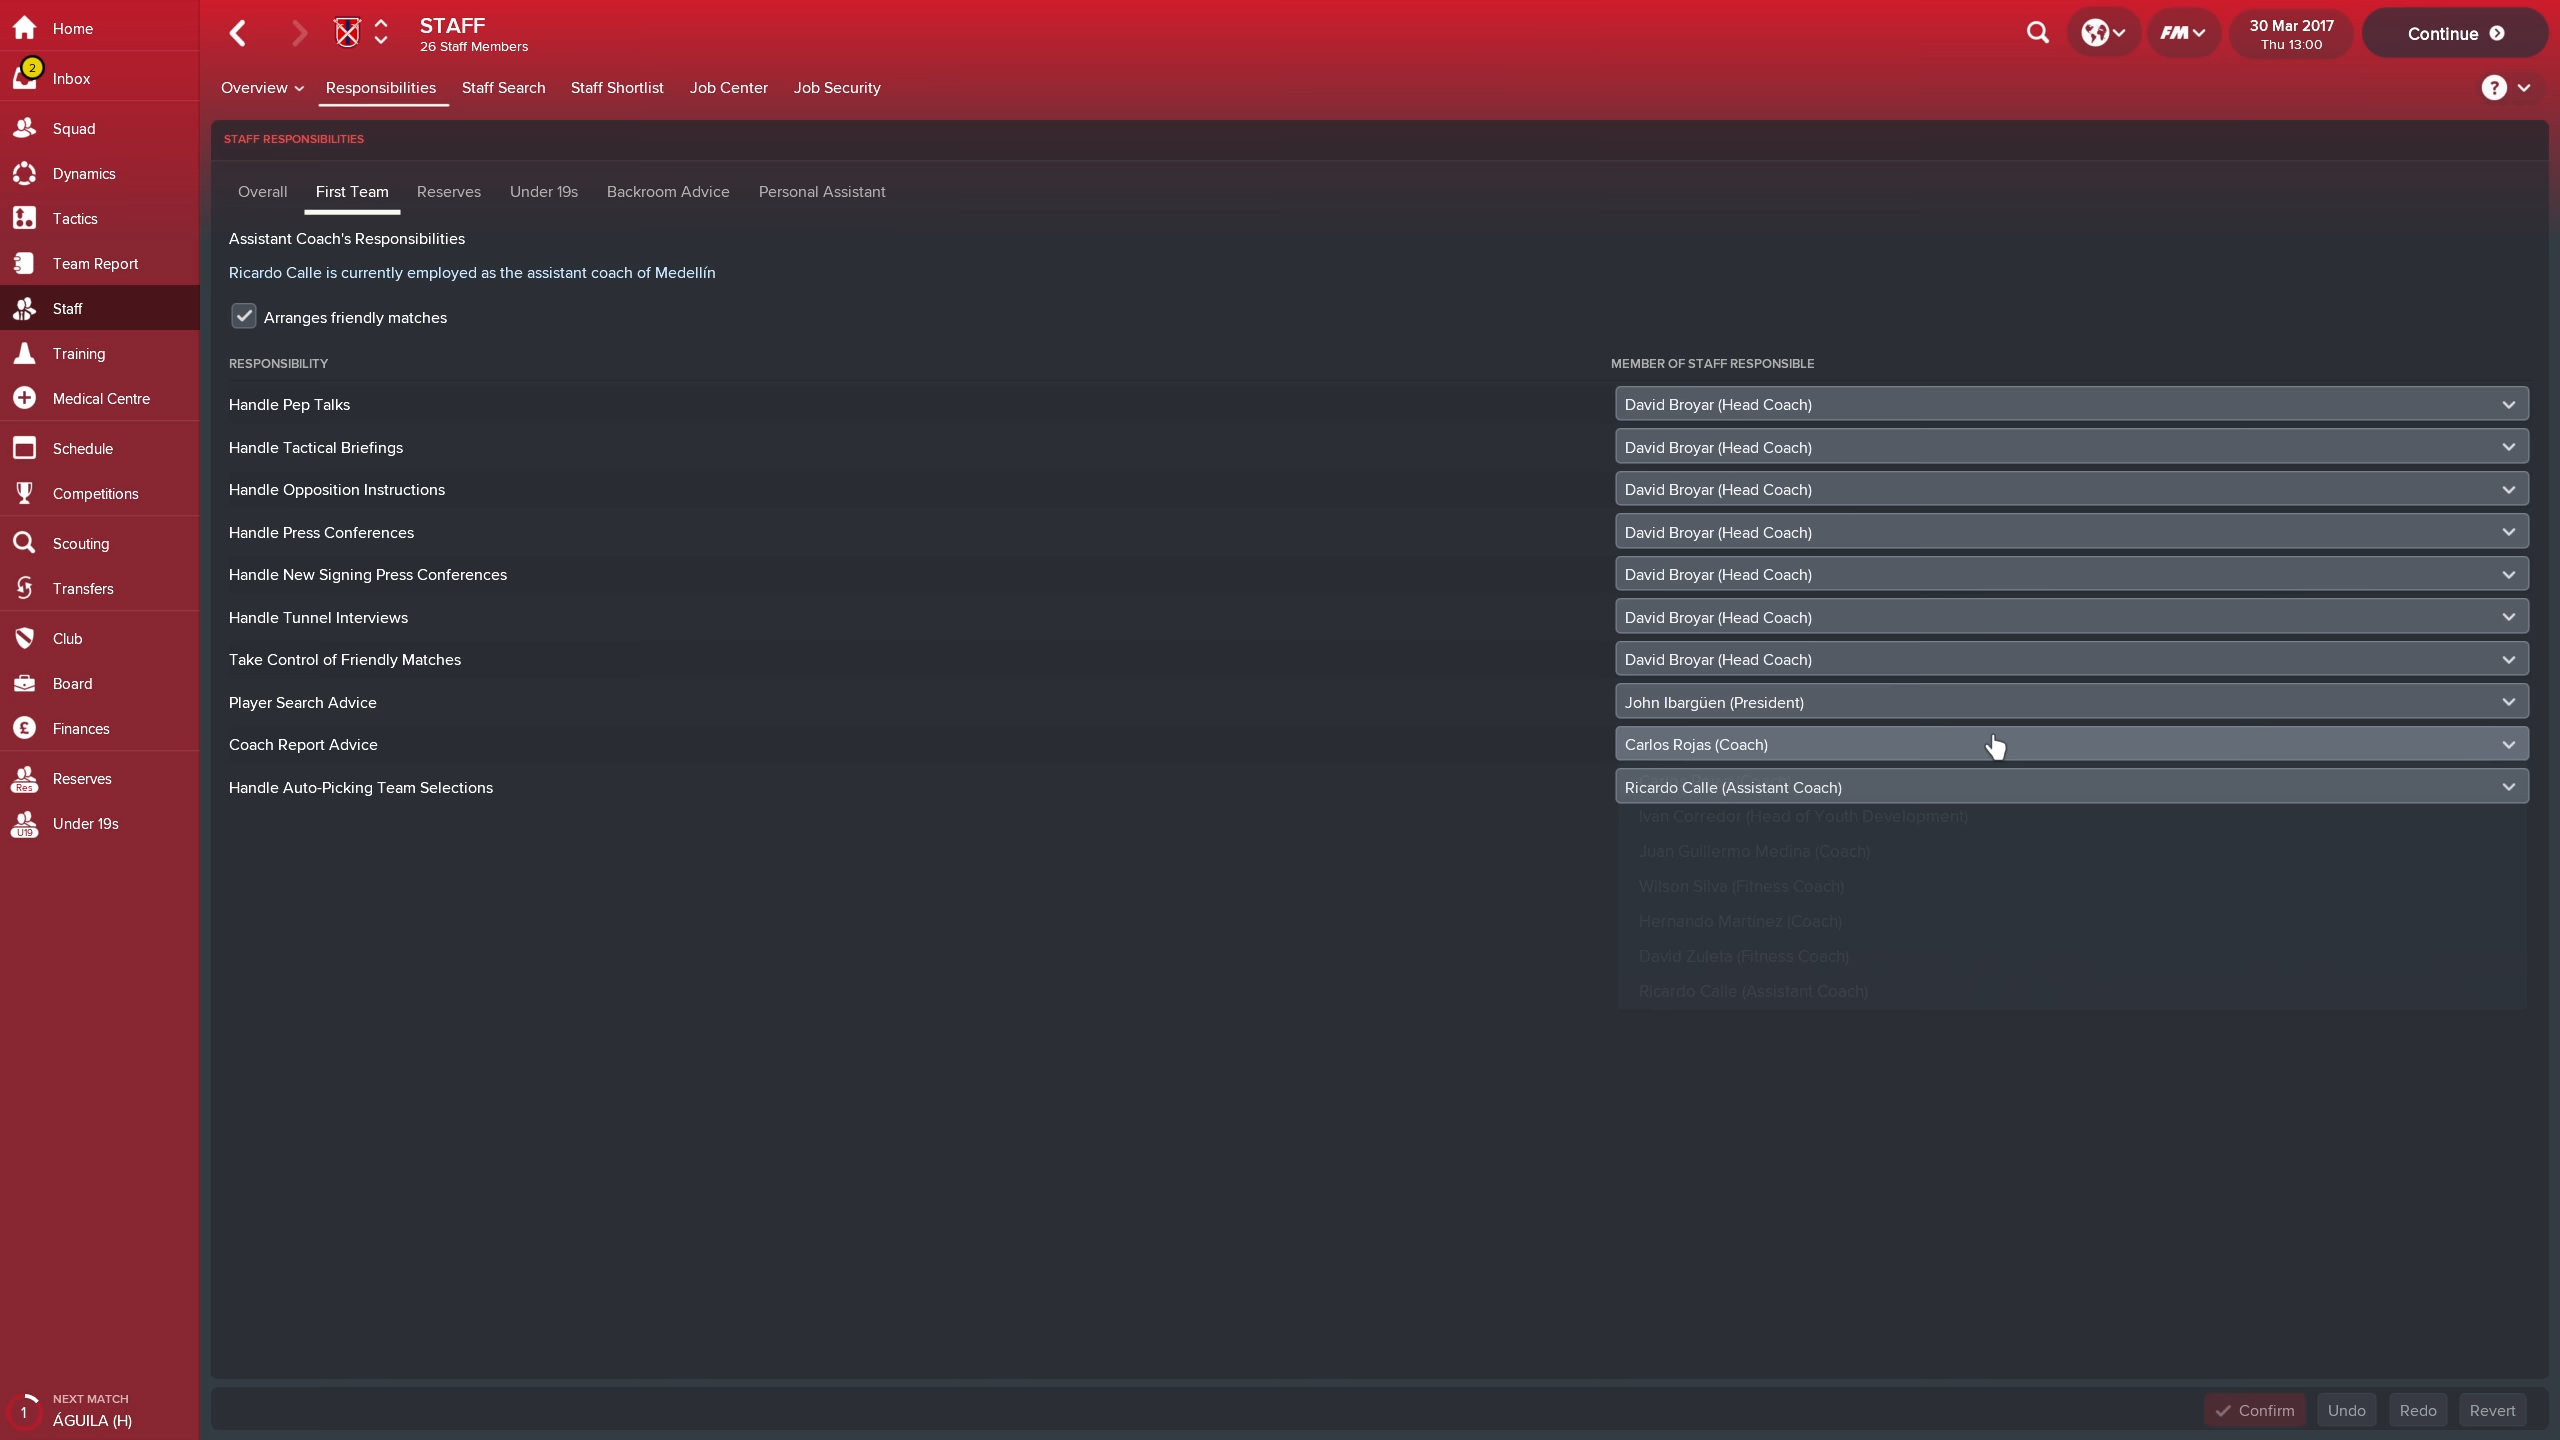 Home
2
Inbox
Squad
Dynamics
Tactics
Team Report
Staff
Training
Medical Centre
Schedule
Competitions
Scouting
Transfers
Club
Board
Finances
Reserves
Res
Under 19s
U19
NEXT MATCH
1
ÁGUILA (H)
STAFF
26 Staff Members
FM
30 Mar 2017
Thu 13:00
Continue
Overview
Responsibilities
Staff Search
Staff Shortlist
Job Center
Job Security
?
STAFF RESPONSIBILITIES
Overall
First Team
Reserves
Under 19s
Backroom Advice
Personal Assistant
Assistant Coach's Responsibilities
Ricardo Calle is currently employed as the assistant coach of Medellín
Arranges friendly matches
RESPONSIBILITY
MEMBER OF STAFF RESPONSIBLE
Handle Pep Talks
David Broyar (Head Coach)
Handle Tactical Briefings
David Broyar (Head Coach)
Handle Opposition Instructions
David Broyar (Head Coach)
Handle Press Conferences
David Broyar (Head Coach)
Handle New Signing Press Conferences
David Broyar (Head Coach)
Handle Tunnel Interviews
David Broyar (Head Coach)
Take Control of Friendly Matches
David Broyar (Head Coach)
Player Search Advice
John Ibargüen (President)
Coach Report Advice
Carlos Rojas (Coach)
Handle Auto-Picking Team Selections
Ricardo Calle (Assistant Coach)
Iván Corredor (Head of Youth Development)
Juan Guillermo Medina (Coach)
Wilson Silva (Fitness Coach)
Hernando Martínez (Coach)
David Zuleta (Fitness Coach)
Ricardo Calle (Assistant Coach)
Confirm
Undo
Redo
Revert